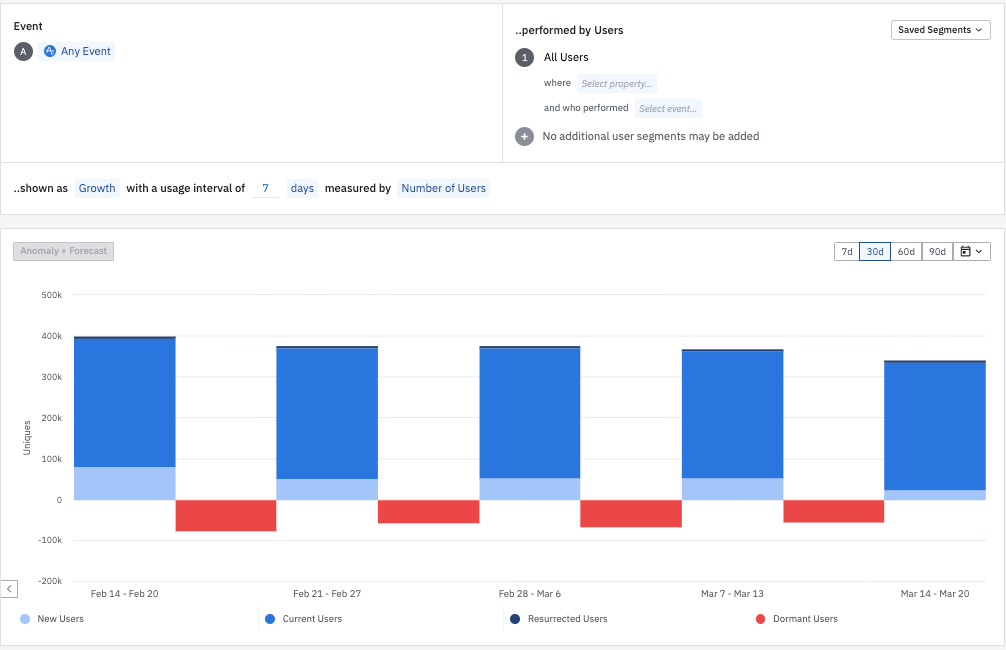 Event
A Any Event
..performed by Users
Saved Segments
1 All Users
where Select property...
and who performed Select event...
+ No additional user segments may be added
..shown as Growth with a usage interval of 7 days measured by Number of Users
Anomaly + Forecast
7d 30d 60d 90d
500k
400k
300k
200k
100k
0
-100k
-200k
Uniques
Feb 14 - Feb 20 Feb 21 - Feb 27 Feb 28 - Mar 6 Mar 7 - Mar 13 Mar 14 - Mar 20
New Users Current Users Resurrected Users Dormant Users